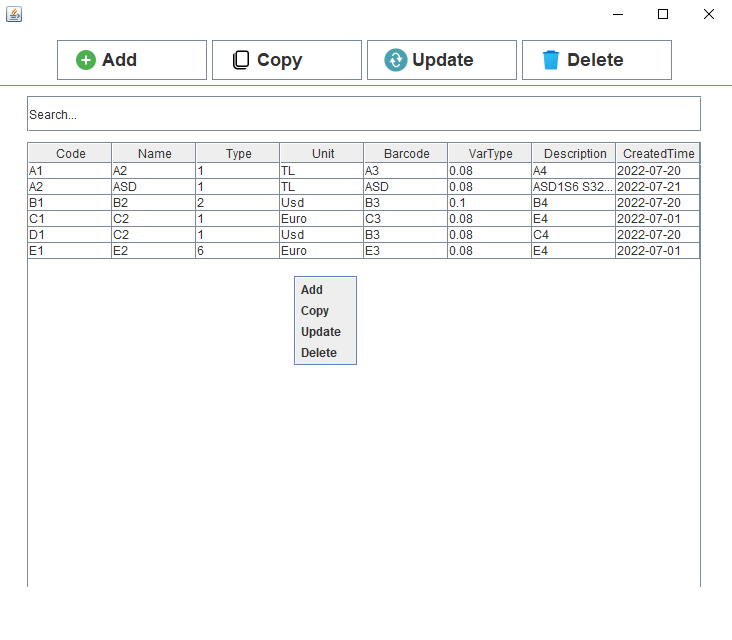 Add Copy Update Delete
Search...
Code Name Type Unit Barcode VarType Description CreatedTime
A1 A2 1 TL A3 0.08 A4 2022-07-20
A2 ASD 1 TL ASD 0.08 ASD1S6 S32... 2022-07-21
B1 B2 2 Usd B3 0.1 B4 2022-07-20
C1 C2 1 Euro C3 0.08 E4 2022-07-01
D1 C2 1 Usd B3 0.08 C4 2022-07-20
E1 E2 6 Euro E3 0.08 E4 2022-07-01
Add
Copy
Update
Delete